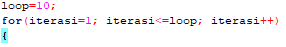 loop=10;
for(iterasi=1; iterasi<=loop; iterasi++)
{